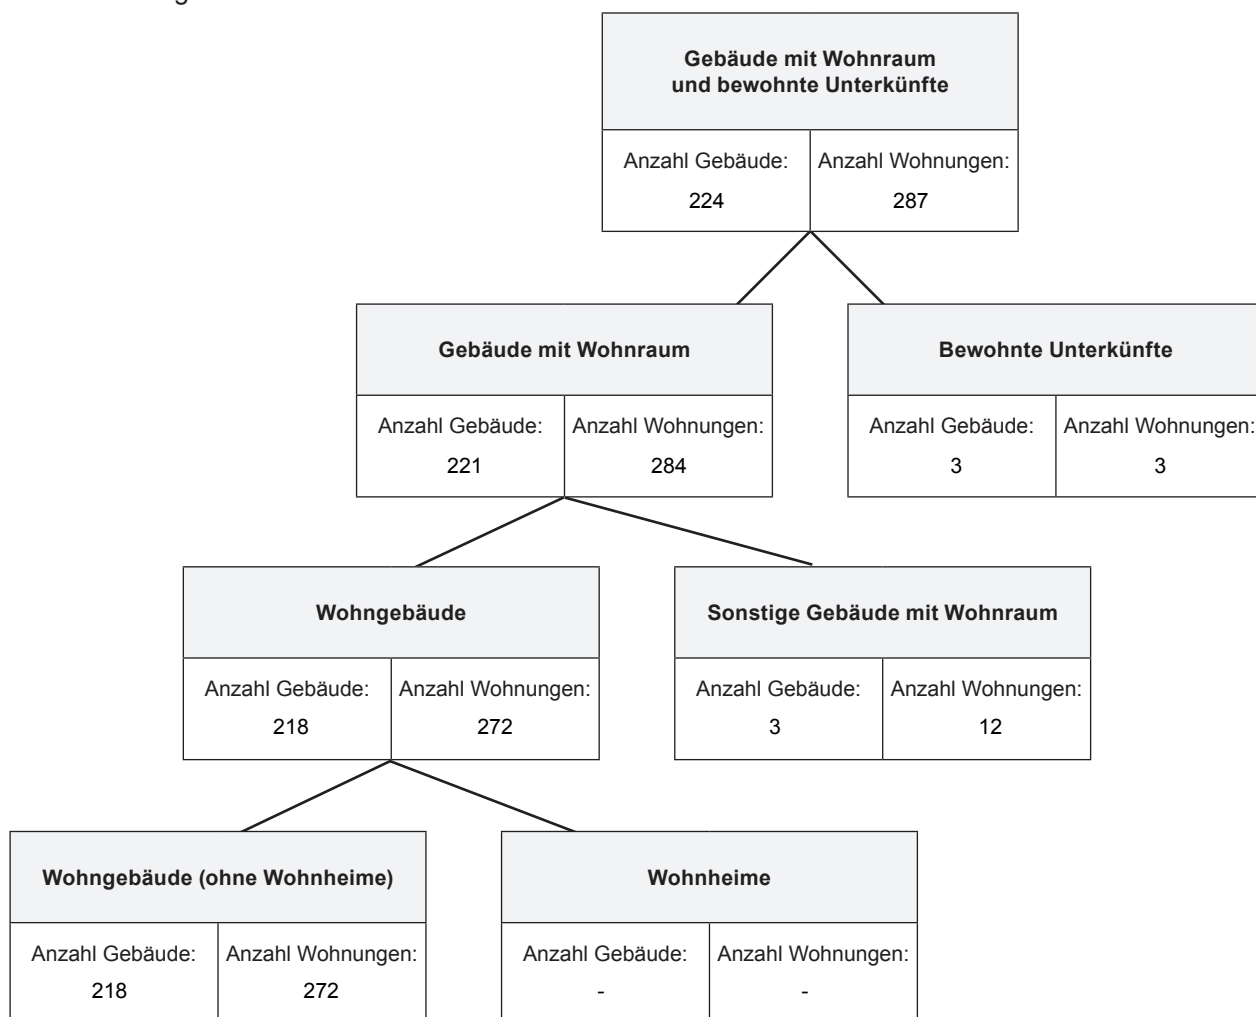 Gebäude mit Wohnraum
und bewohnte Unterkünfte
Anzahl Gebäude:
224
Anzahl Wohnungen:
287
Gebäude mit Wohnraum
Anzahl Gebäude:
221
Anzahl Wohnungen:
284
Bewohnte Unterkünfte
Anzahl Gebäude:
3
Anzahl Wohnungen:
3
Wohngebäude
Anzahl Gebäude:
218
Anzahl Wohnungen:
272
Sonstige Gebäude mit Wohnraum
Anzahl Gebäude:
3
Anzahl Wohnungen:
12
Wohngebäude (ohne Wohnheime)
Anzahl Gebäude:
218
Anzahl Wohnungen:
272
Wohnheime
Anzahl Gebäude:
-
Anzahl Wohnungen:
-